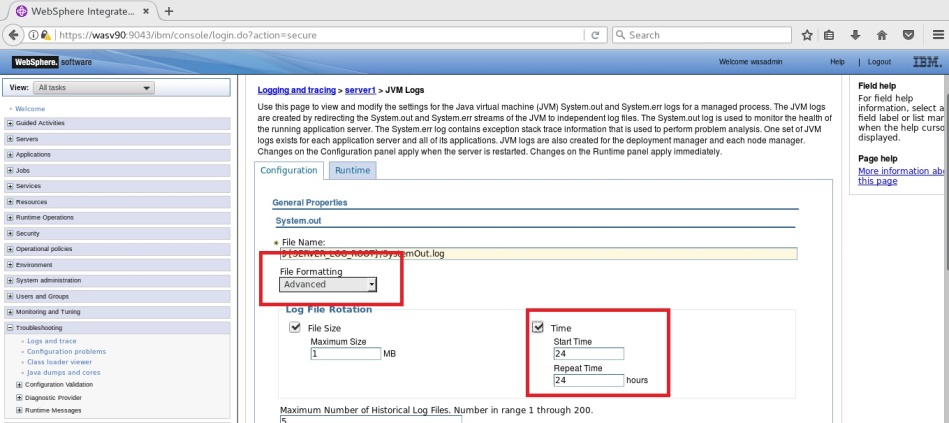 WebSphere Integrate...
https://wasv90:9043/ibm/console/login.do?action=secure
Search
WebSphere. software
Welcome wasadmin
Help | Logout
IBM.
View: All tasks
Welcome
Guided Activities
Servers
Applications
Jobs
Services
Resources
Runtime Operations
Security
Operational policies
Environment
System administration
Users and Groups
Monitoring and Tuning
Troubleshooting
Logs and trace
Configuration problems
Class loader viewer
Java dumps and cores
Configuration Validation
Diagnostic Provider
Runtime Messages
Logging and tracing > server1 > JVM Logs
Use this page to view and modify the settings for the Java virtual machine (JVM) System.out and System.err logs for a managed process. The JVM logs
are created by redirecting the System.out and System.err streams of the JVM to independent log files. The System.out log is used to monitor the health of
the running application server. The System.err log contains exception stack trace information that is used to perform problem analysis. One set of JVM
logs exists for each application server and all of its applications. JVM logs are also created for the deployment manager and each node manager.
Changes on the Configuration panel apply when the server is restarted. Changes on the Runtime panel apply immediately.
Configuration
Runtime
General Properties
System.out
* File Name:
${SERVER_LOG_ROOT}/SystemOut.log
File Formatting
Advanced
Log File Rotation
File Size
Maximum Size
1 MB
Time
Start Time
24
Repeat Time
24 hours
Maximum Number of Historical Log Files. Number in range 1 through 200.
5
Field help
For field help
information, select a
field label or list mar
when the help curso
displayed.
Page help
More information abo
this page